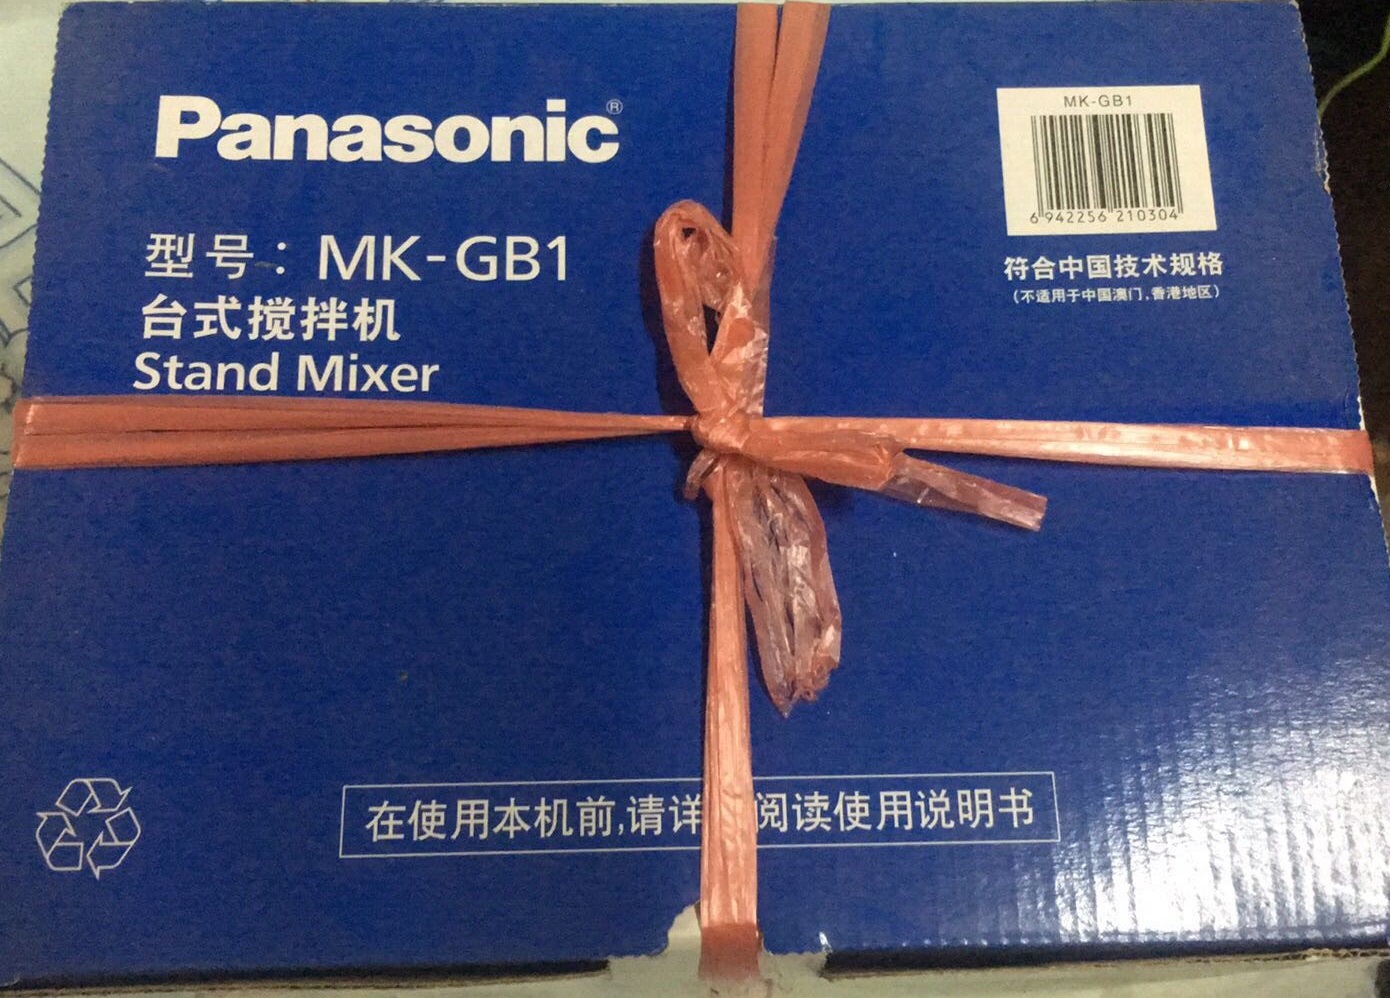 Panasonic®
型号：MK-GB1
台式搅拌机
Stand Mixer
MK-GB1
6 942256 210304
符合中国技术规格
(不适用于中国澳门,香港地区)
在使用本机前,请详 阅读使用说明书